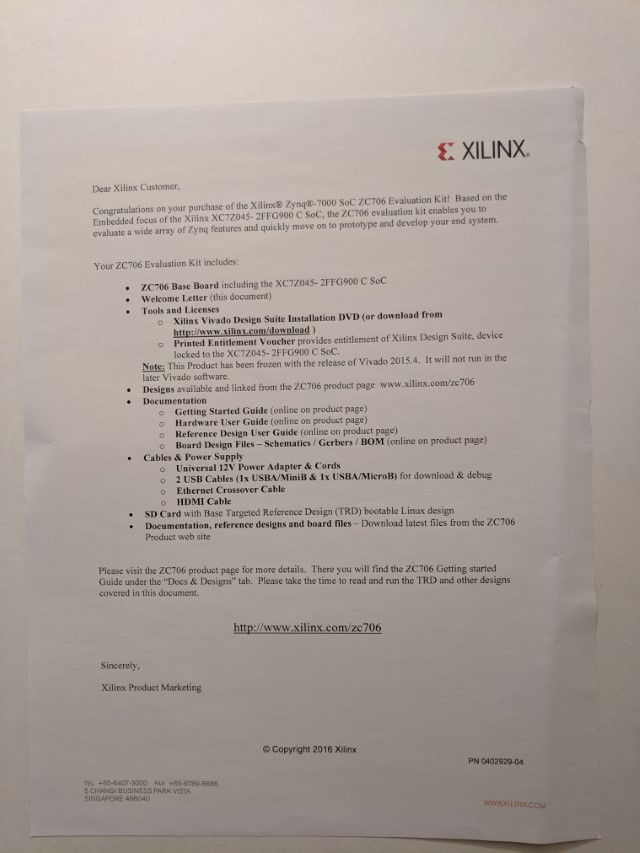 XILINX
Dear Xilinx Customer,
Congratulations on your purchase of the Xilinx® Zynq®-7000 SoC ZC706 Evaluation Kit! Based on the
Embedded focus of the Xilinx XC7Z045- 2FFG900 C SoC, the ZC706 evaluation kit enables you to
evaluate a wide array of Zynq features and quickly move on to prototype and develop your end system.
Your ZC706 Evaluation Kit includes:
• ZC706 Base Board including the XC7Z045- 2FFG900 C SoC
• Welcome Letter (this document)
• Tools and Licenses
o Xilinx Vivado Design Suite Installation DVD (or download from
http://www.xilinx.com/download )
o Printed Entitlement Voucher provides entitlement of Xilinx Design Suite, device
locked to the XC7Z045- 2FFG900 C SoC.
Note: This Product has been frozen with the release of Vivado 2015.4. It will not run in the
later Vivado software.
• Designs available and linked from the ZC706 product page www.xilinx.com/zc706
• Documentation
o Getting Started Guide (online on product page)
o Hardware User Guide (online on product page)
o Reference Design User Guide (online on product page)
o Board Design Files – Schematics / Gerbers / BOM (online on product page)
• Cables & Power Supply
o Universal 12V Power Adapter & Cords
o 2 USB Cables (1x USBA/MiniB & 1x USBA/MicroB) for download & debug
o Ethernet Crossover Cable
o HDMI Cable
• SD Card with Base Targeted Reference Design (TRD) bootable Linux design
• Documentation, reference designs and board files – Download latest files from the ZC706
Product web site
Please visit the ZC706 product page for more details. There you will find the ZC706 Getting started
Guide under the "Docs & Designs" tab. Please take the time to read and run the TRD and other designs
covered in this document.
http://www.xilinx.com/zc706
Sincerely,
Xilinx Product Marketing
© Copyright 2016 Xilinx
PN 0402929-04
TEL +65-6407-3000 FAX +65-6789-8886
5 CHANGI BUSINESS PARK VISTA
SINGAPORE 486040
WWW.XILINX.COM